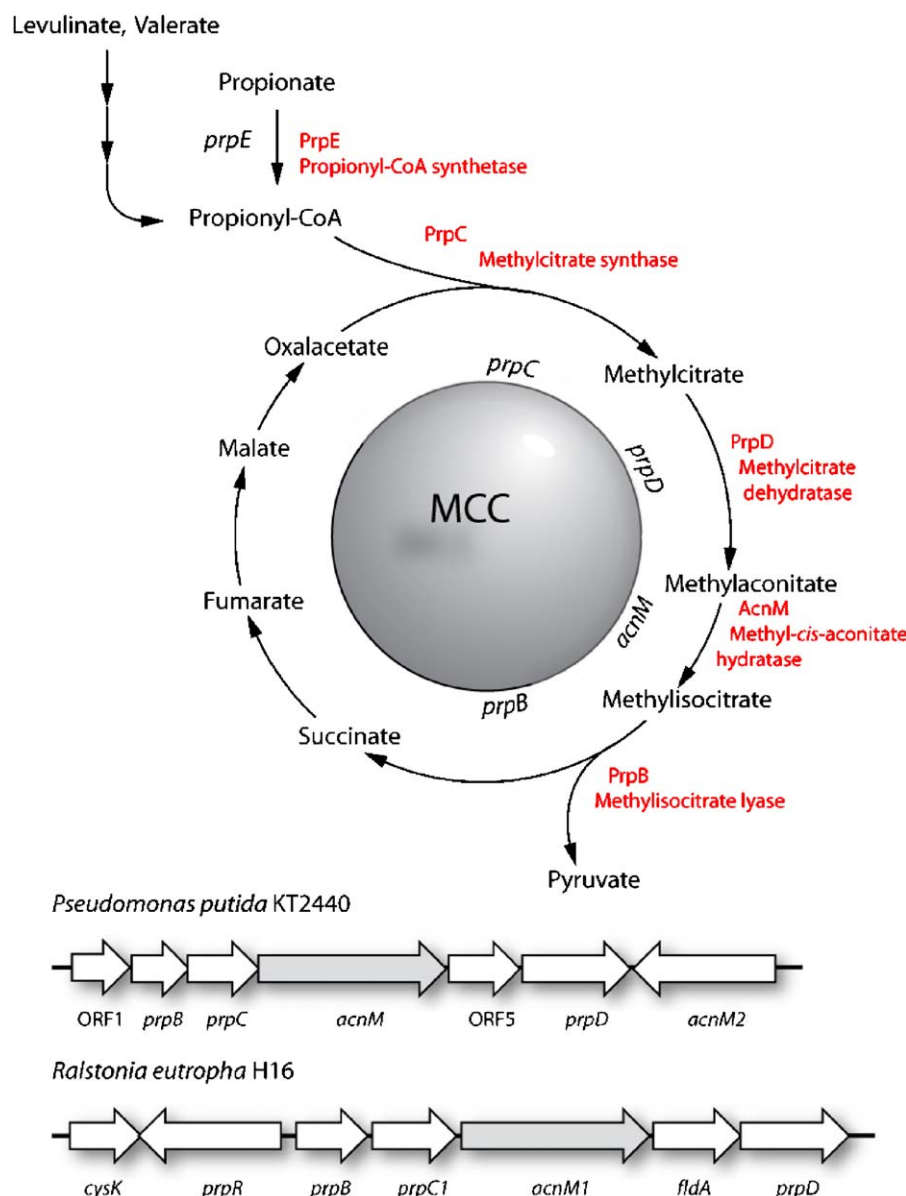 Levulinate, Valerate
Propionate
prpE
PrpE
Propionyl-CoA synthetase
Propionyl-CoA
PrpC
Methylcitrate synthase
Oxalacetate
prpC
Methylcitrate
Malate
prpD
PrpD
Methylcitrate
dehydratase
MCC
Fumarate
acnM
Methylaconitate
AcnM
Methyl-cis-aconitate
hydratase
prpB
Methylisocitrate
Succinate
PrpB
Methylisocitrate lyase
Pyruvate
Pseudomonas putida KT2440
ORF1 prpB prpC acnM ORF5 prpD acnM2
Ralstonia eutropha H16
cysK prpR prpB prpC1 acnM1 fldA prpD